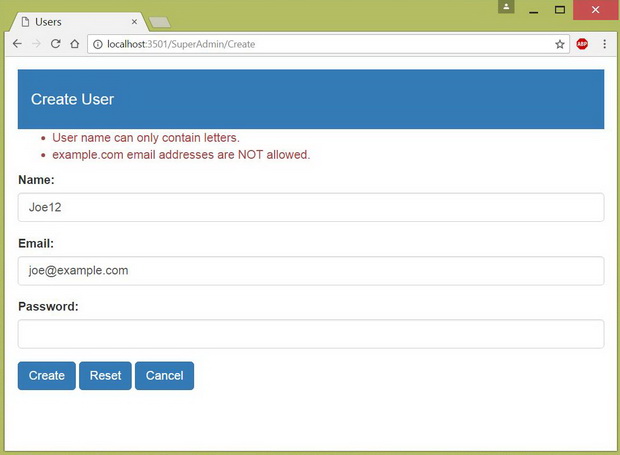 Users
localhost:3501/SuperAdmin/Create
ABP
Create User
• User name can only contain letters.
• example.com email addresses are NOT allowed.
Name:
Joe12
Email:
joe@example.com
Password:
Create Reset Cancel